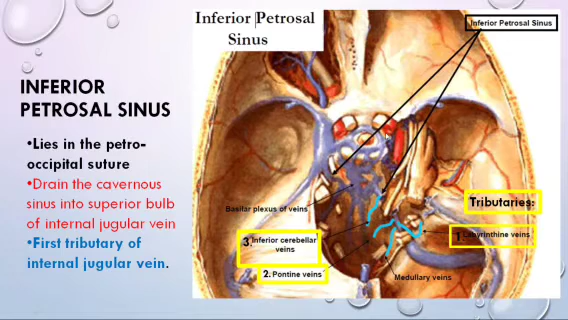 INFERIOR
PETROSAL SINUS
•Lies in the petro-
occipital suture
•Drain the cavernous
sinus into superior bulb
of internal jugular vein
•First tributary of
internal jugular vein.
Inferior Petrosal
Sinus
Inferior Petrosal Sinus
Basilar plexus of veins
Tributaries:
1. Labyrinthine veins
3. Inferior cerebellar
veins
2. Pontine veins
Medullary veins